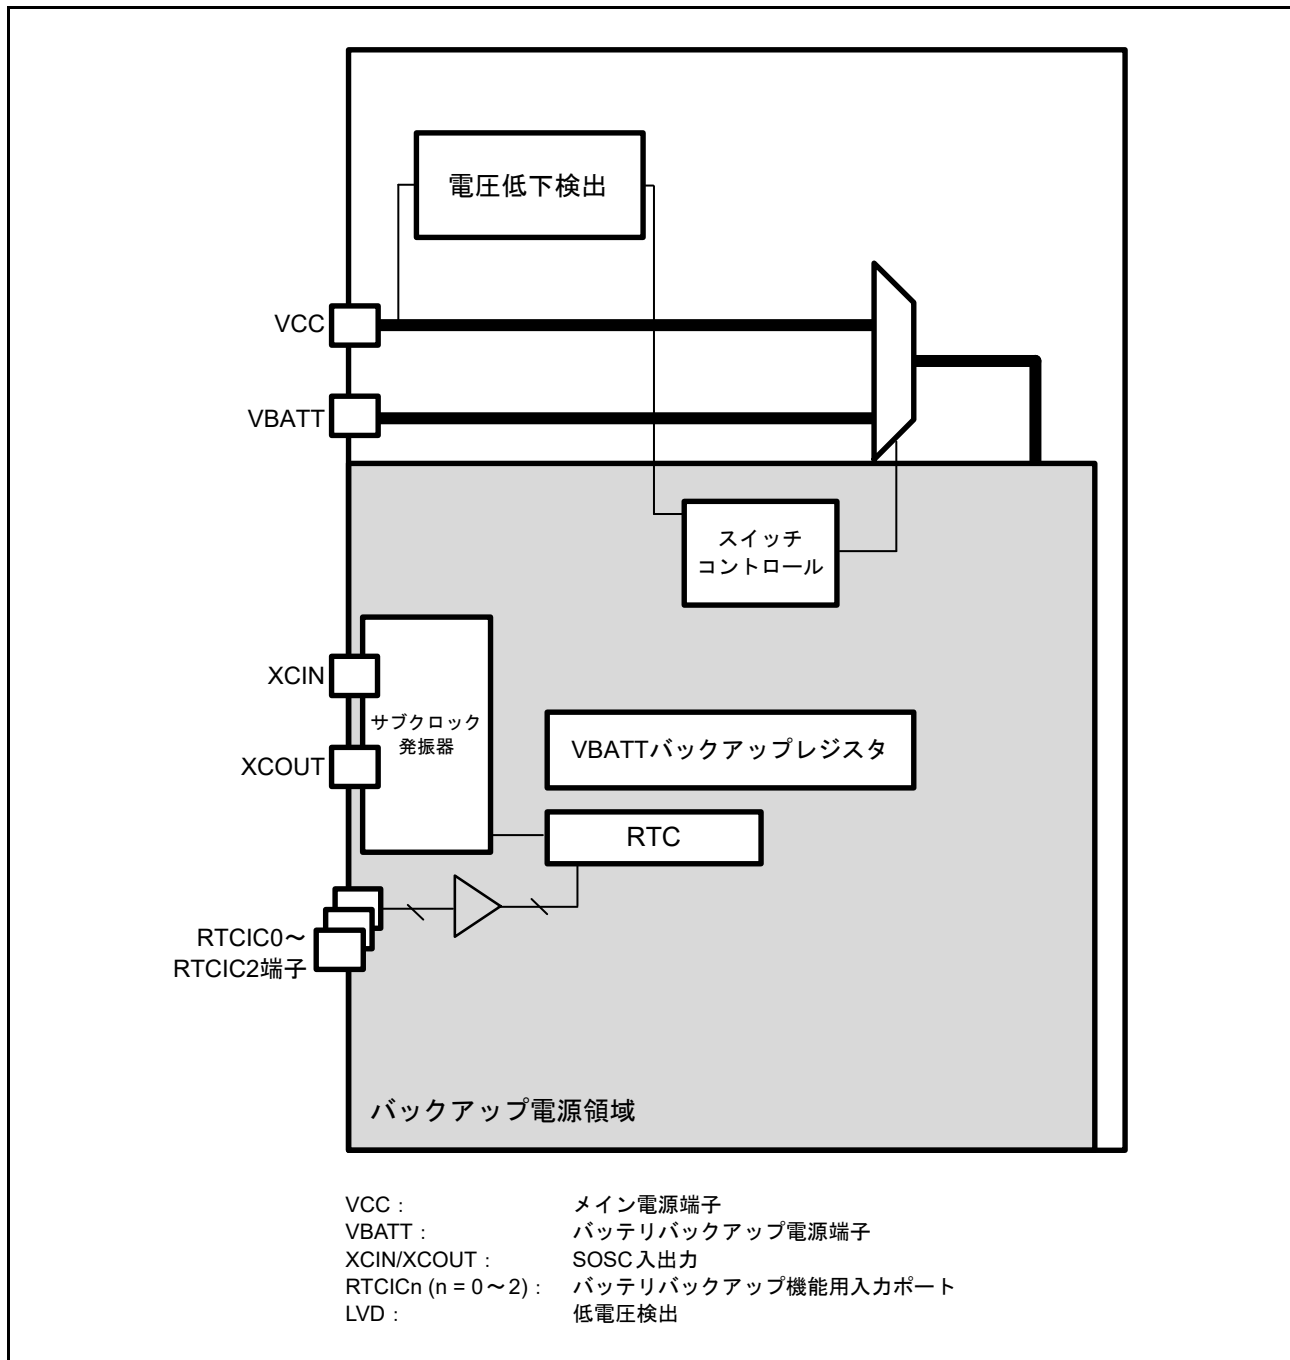 電圧低下検出
VCC
VBATT
スイッチ
コントロール
XCIN
サブクロック
発振器
XCOUT
VBATTバックアップレジスタ
RTC
RTCIC0～
RTCIC2端子
バックアップ電源領域
VCC : メイン電源端子
VBATT : バッテリバックアップ電源端子
XCIN/XCOUT : SOSC入出力
RTCICn (n = 0～2) : バッテリバックアップ機能用入力ポート
LVD : 低電圧検出